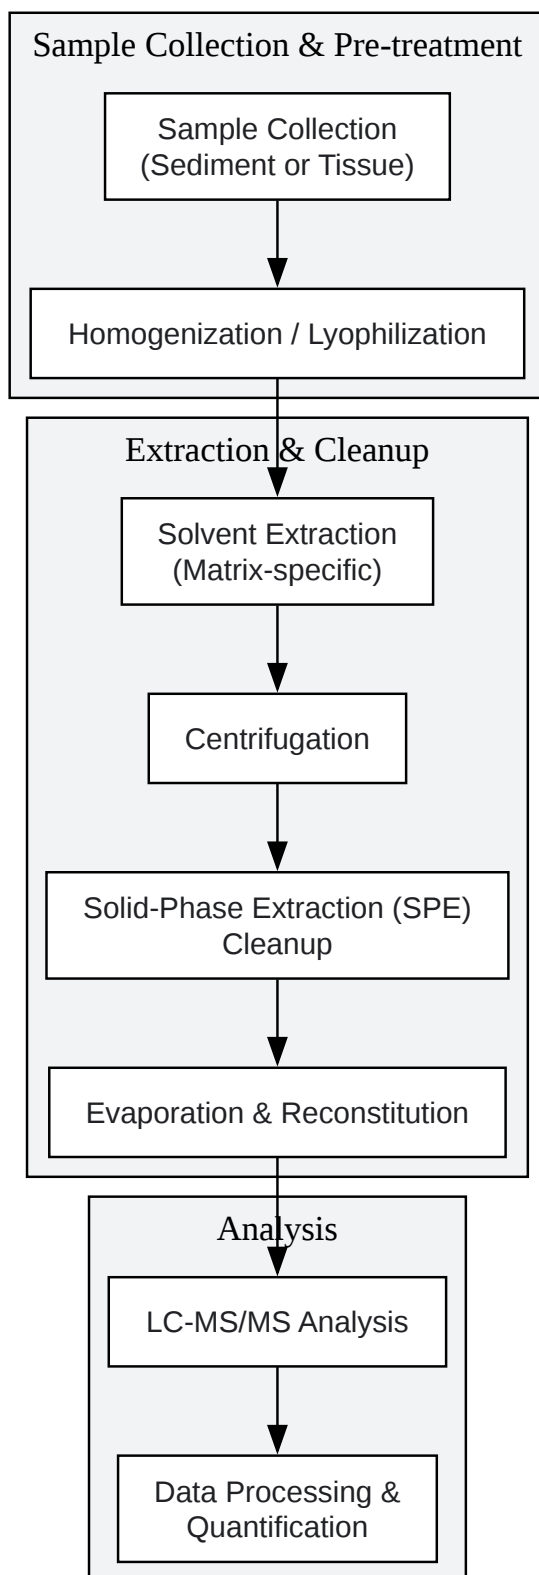 Sample Collection & Pre-treatment
Sample Collection
(Sediment or Tissue)
Homogenization / Lyophilization
Extraction & Cleanup
Solvent Extraction
(Matrix-specific)
Centrifugation
Solid-Phase Extraction (SPE)
Cleanup
Evaporation & Reconstitution
Analysis
LC-MS/MS Analysis
Data Processing &
Quantification